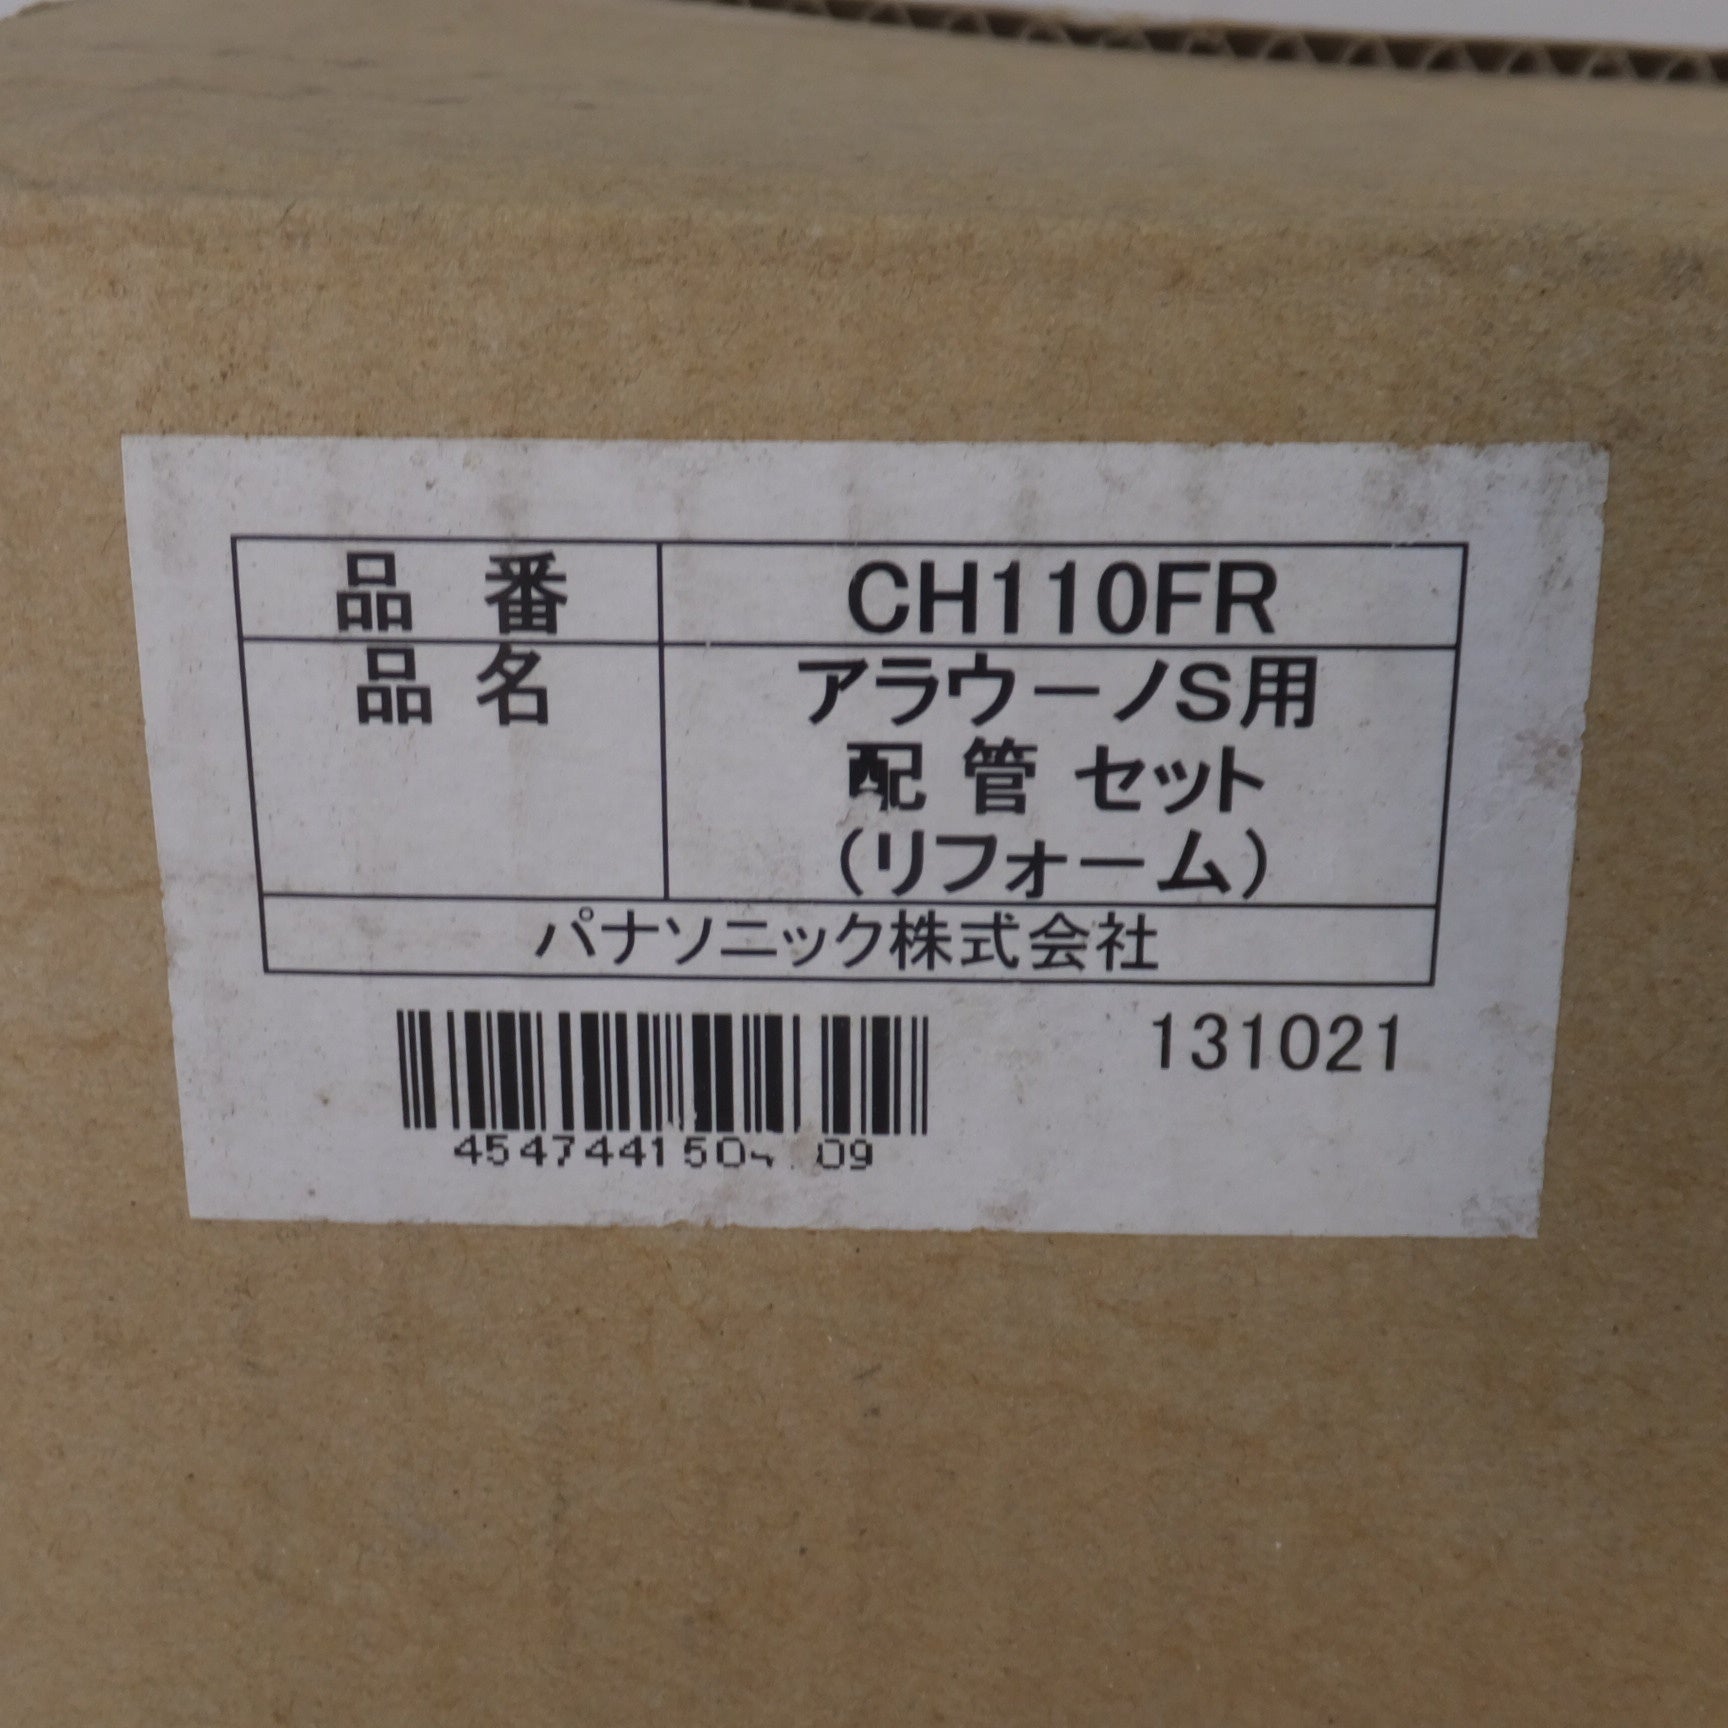 品番 CH110FR
品名 アラウーノS用
配管セット
(リフォーム)
パナソニック株式会社
131021